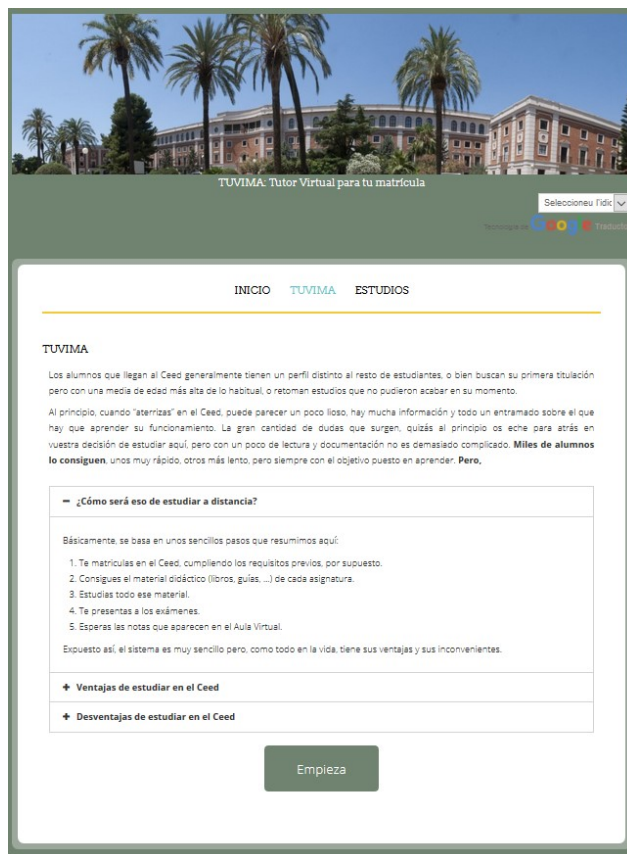 TUVIMA: Tutor Virtual para tu matrícula
Seleccioneu l'idic
Tecnología de Google Traducto
INICIO TUVIMA ESTUDIOS
TUVIMA
Los alumnos que llegan al Ceed generalmente tienen un perfil distinto al resto de estudiantes, o bien buscan su primera titulación
pero con una media de edad más alta de lo habitual, o retoman estudios que no pudieron acabar en su momento.
Al principio, cuando "aterrizas" en el Ceed, puede parecer un poco lioso, hay mucha información y todo un entramado sobre el que
hay que aprender su funcionamiento. La gran cantidad de dudas que surgen, quizás al principio os eche para atrás en
vuestra decisión de estudiar aquí, pero con un poco de lectura y documentación no es demasiado complicado. Miles de alumnos
lo consiguen, unos muy rápido, otros más lento, pero siempre con el objetivo puesto en aprender. Pero,
− ¿Cómo será eso de estudiar a distancia?
Básicamente, se basa en unos sencillos pasos que resumimos aquí:
1. Te matriculas en el Ceed, cumpliendo los requisitos previos, por supuesto.
2. Consigues el material didáctico (libros, guías, ...) de cada asignatura.
3. Estudias todo ese material.
4. Te presentas a los exámenes.
5. Esperas las notas que aparecen en el Aula Virtual.
Expuesto así, el sistema es muy sencillo pero, como todo en la vida, tiene sus ventajas y sus inconvenientes.
+ Ventajas de estudiar en el Ceed
+ Desventajas de estudiar en el Ceed
Empieza